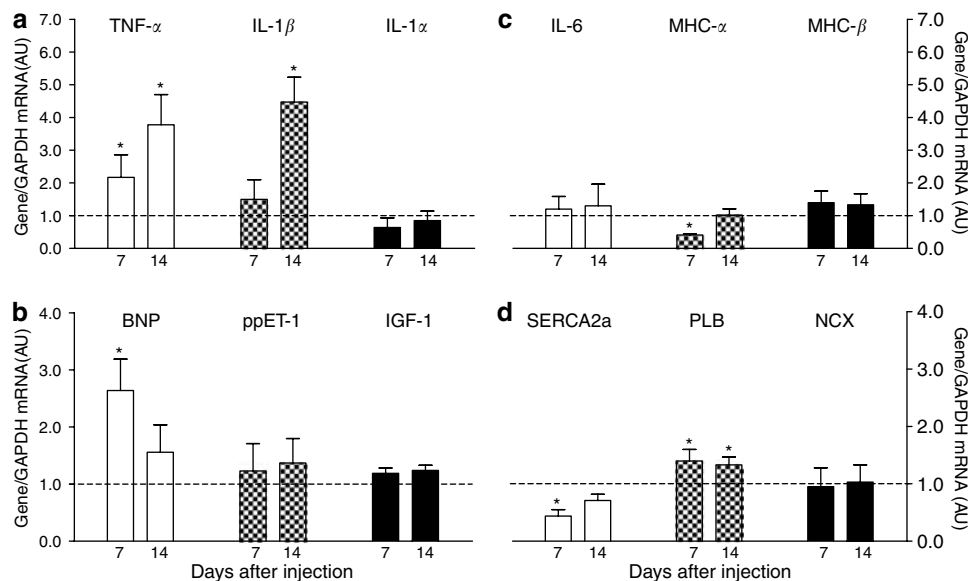 a
TNF-α IL-1β IL-1α
Gene/GAPDH mRNA(AU)
7.0
6.0
5.0
4.0
3.0
2.0
1.0
0.0
* * *
7 14 7 14 7 14
c
IL-6 MHC-α MHC-β
7.0
6.0
5.0
4.0
3.0
2.0
1.0
0.0
Gene/GAPDH mRNA (AU)
*
7 14 7 14 7 14
b
BNP ppET-1 IGF-1
Gene/GAPDH mRNA(AU)
4.0
3.0
2.0
1.0
0.0
*
7 14 7 14 7 14
Days after injection
d
SERCA2a PLB NCX
4.0
3.0
2.0
1.0
0.0
Gene/GAPDH mRNA (AU)
* * *
7 14 7 14 7 14
Days after injection